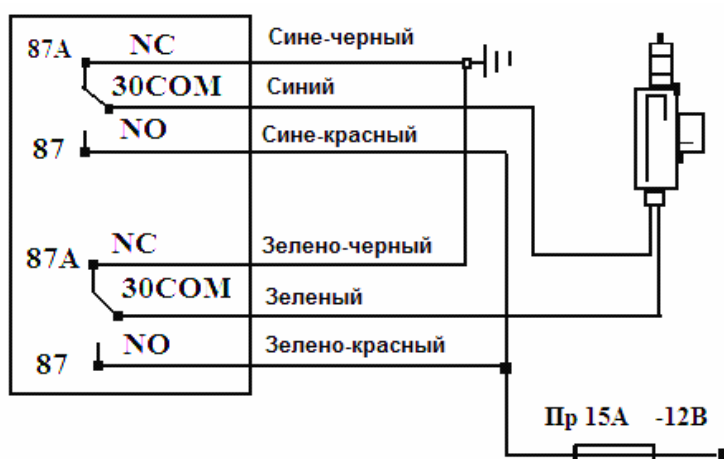 87A NC Сине-черный
30COM Синий
87 NO Сине-красный
87A NC Зелено-черный
30COM Зеленый
87 NO Зелено-красный
Пр 15А -12В